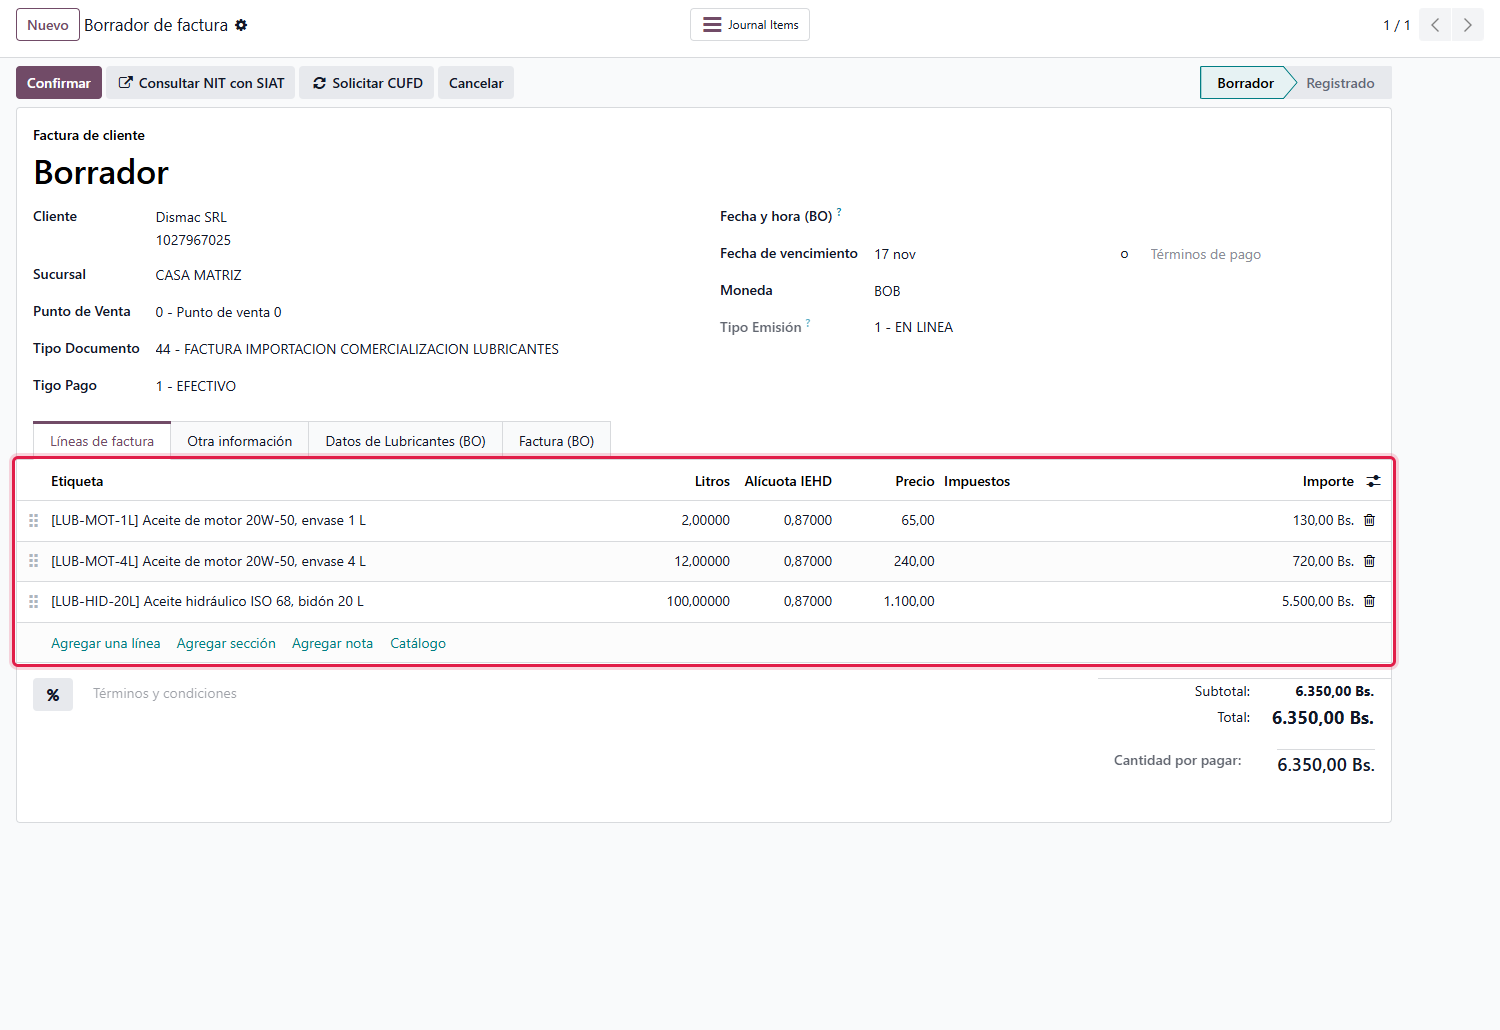 Nuevo Borrador de factura
Journal Items
1 / 1
Confirmar Consultar NIT con SIAT Solicitar CUFD Cancelar
Borrador Registrado
Factura de cliente
Borrador
Cliente Dismac SRL
1027967025
Sucursal CASA MATRIZ
Punto de Venta 0 - Punto de venta 0
Tipo Documento 44 - FACTURA IMPORTACION COMERCIALIZACION LUBRICANTES
Tigo Pago 1 - EFECTIVO
Fecha y hora (BO) ?
Fecha de vencimiento 17 nov o Términos de pago
Moneda BOB
Tipo Emisión ? 1 - EN LINEA
Líneas de factura Otra información Datos de Lubricantes (BO) Factura (BO)
Etiqueta Litros Alícuota IEHD Precio Impuestos Importe
[LUB-MOT-1L] Aceite de motor 20W-50, envase 1 L 2,00000 0,87000 65,00 130,00 Bs.
[LUB-MOT-4L] Aceite de motor 20W-50, envase 4 L 12,00000 0,87000 240,00 720,00 Bs.
[LUB-HID-20L] Aceite hidráulico ISO 68, bidón 20 L 100,00000 0,87000 1.100,00 5.500,00 Bs.
Agregar una línea Agregar sección Agregar nota Catálogo
% Términos y condiciones
Subtotal: 6.350,00 Bs.
Total: 6.350,00 Bs.
Cantidad por pagar: 6.350,00 Bs.